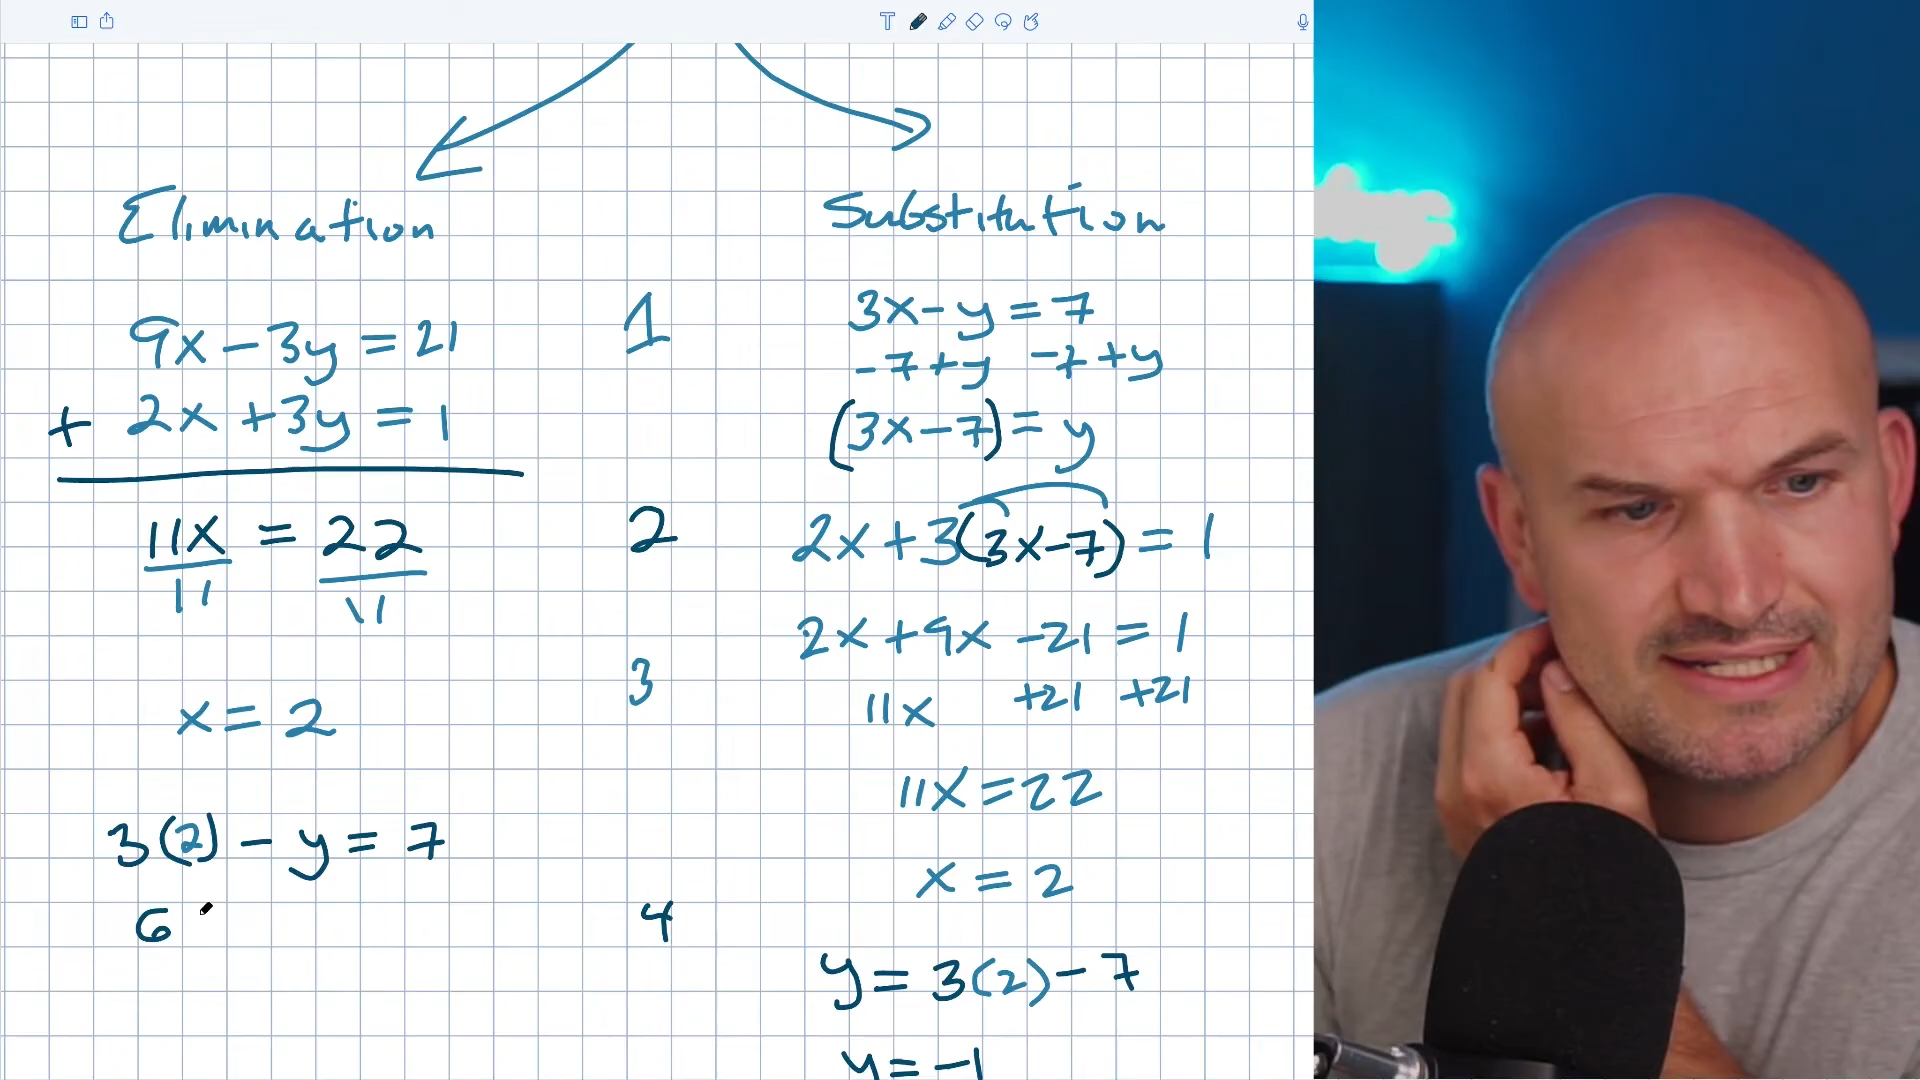 Elimination
9x - 3y = 21
+ 2x + 3y = 1
11x = 22
11 11
x = 2
3(2) - y = 7
6
1
2
3
4
Substitution
3x - y = 7
-7 + y -7 + y
(3x - 7) = y
2x + 3(3x - 7) = 1
2x + 9x - 21 = 1
11x +21 +21
11x = 22
x = 2
y = 3(2) - 7
y = -1